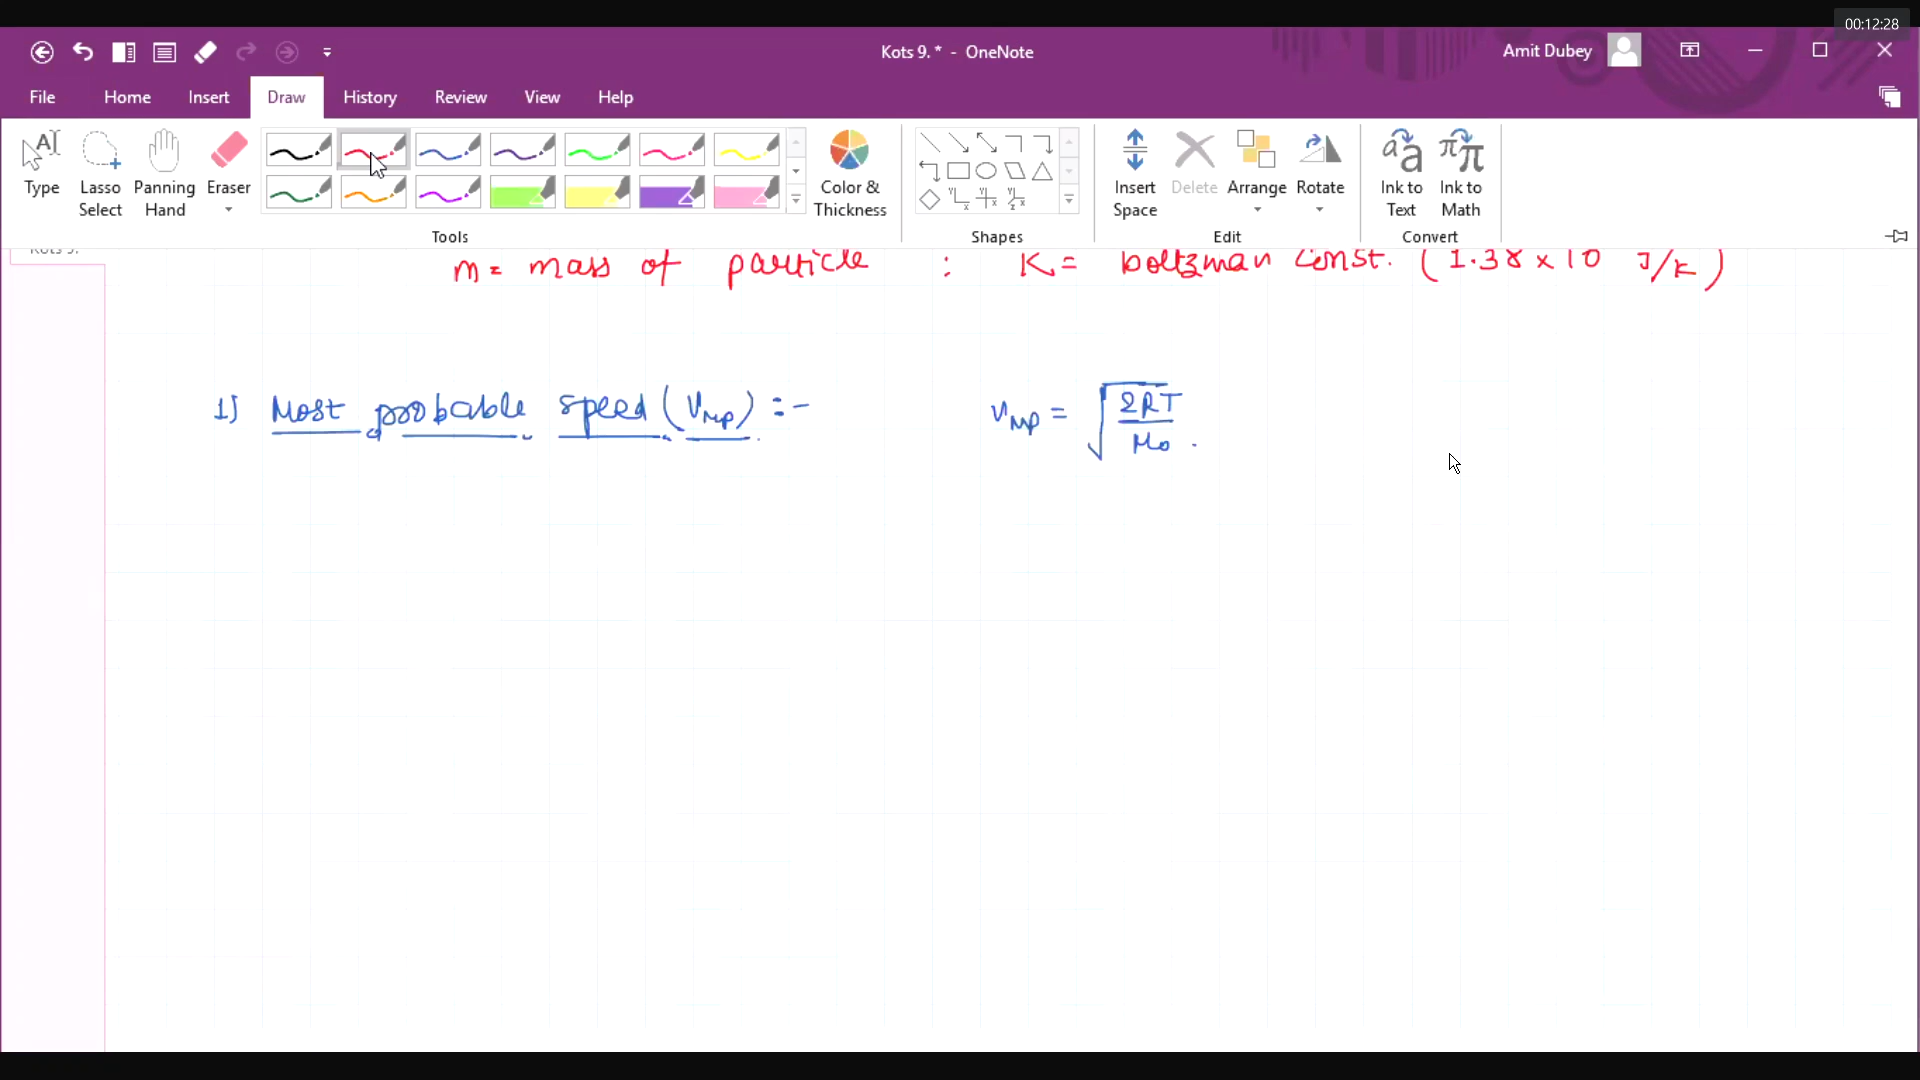 00:12:28
Kots 9.* - OneNote
Amit Dubey
File Home Insert Draw History Review View Help
Type
Lasso Select
Panning Hand
Eraser
Color & Thickness
Insert Space
Delete
Arrange
Rotate
Ink to Text
Ink to Math
Tools
Shapes
Edit
Convert
Kots 9.
m = mass of particle : K = boltzman const. (1.38 x 10 J/K)
1) Most probable speed (Vmp) :- Vmp = √(2RT/Mo).